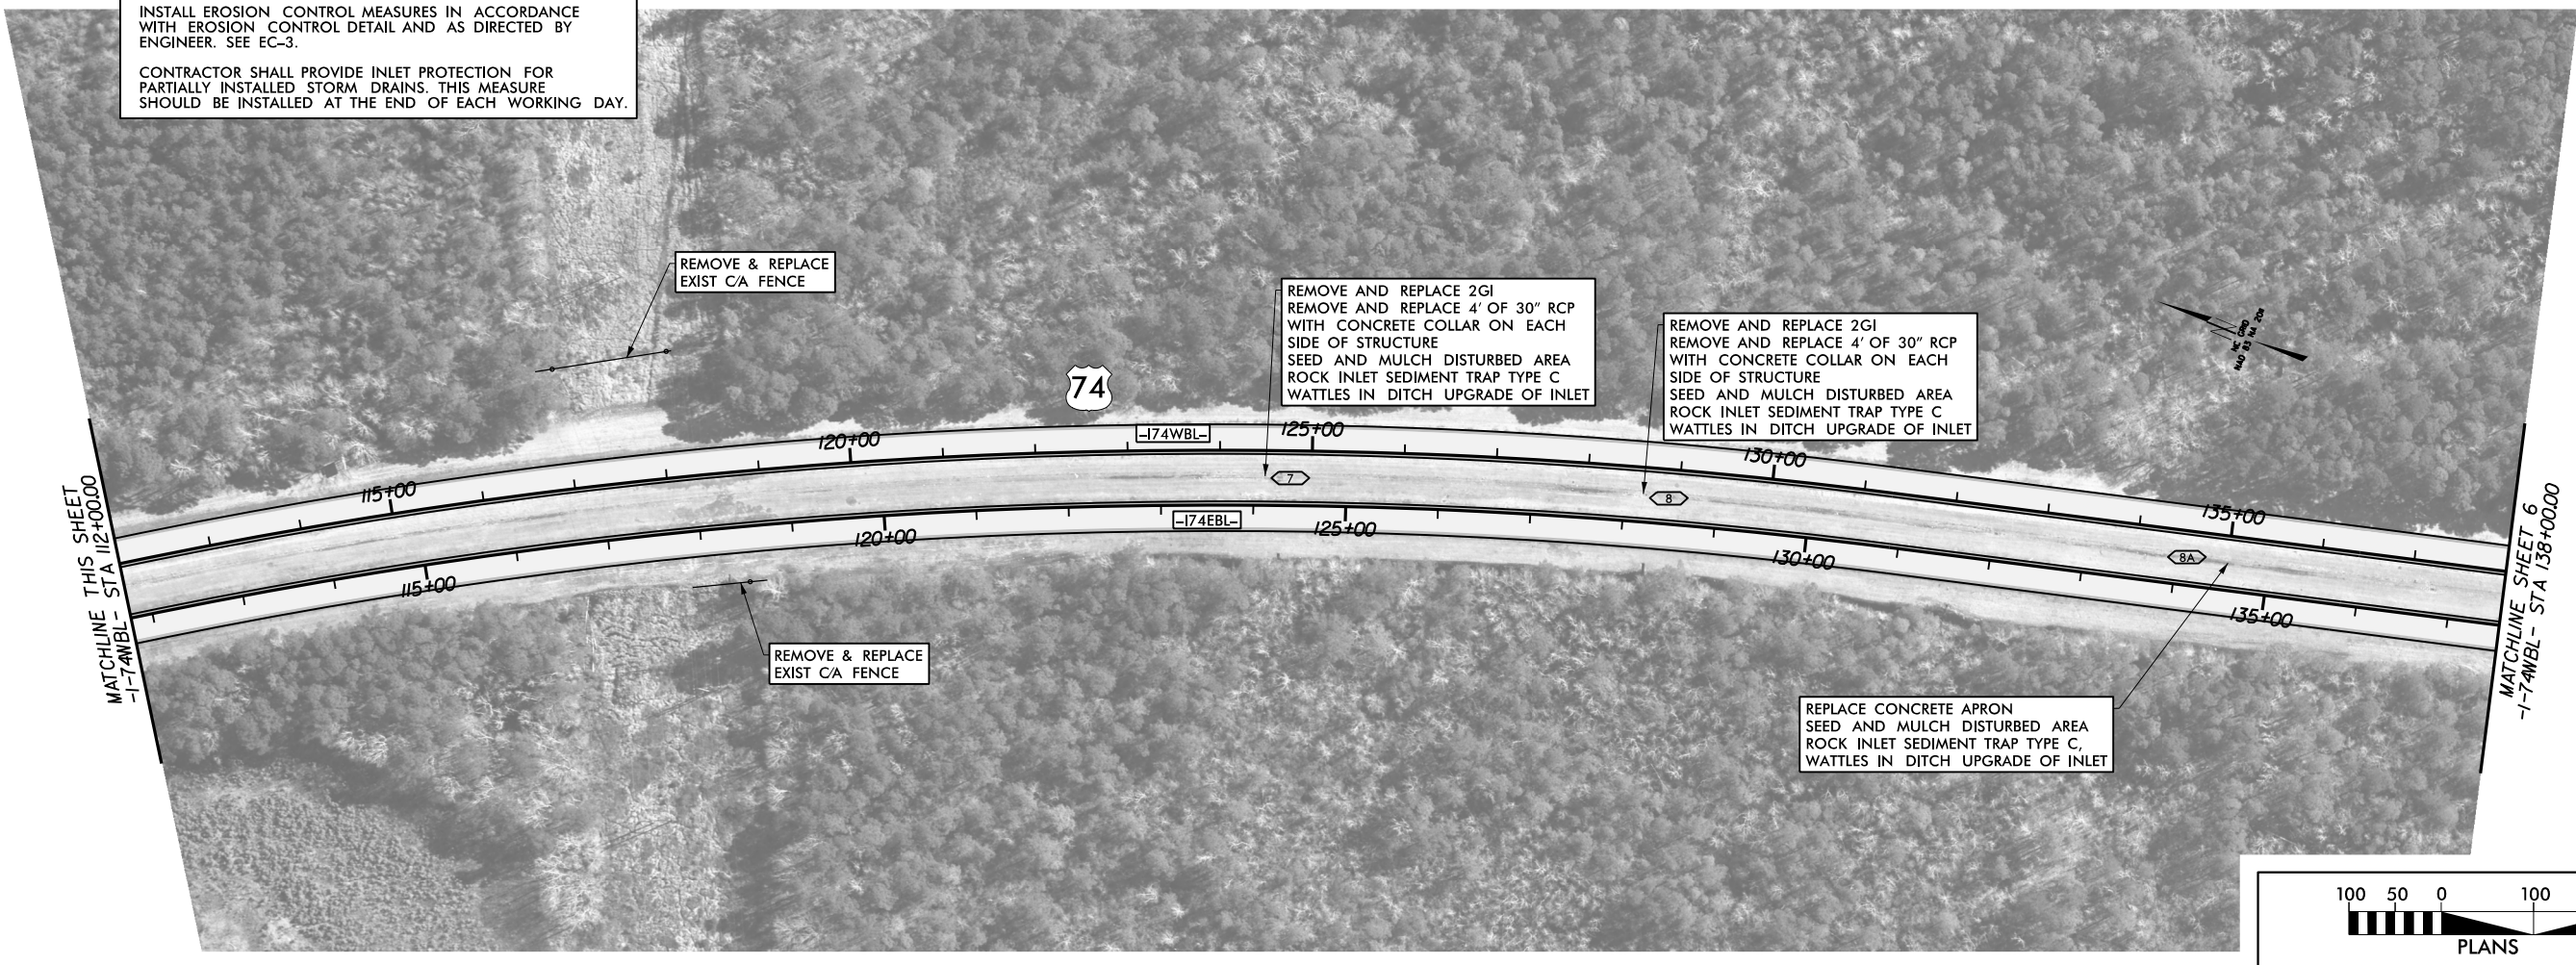 INSTALL EROSION CONTROL MEASURES IN ACCORDANCE
WITH EROSION CONTROL DETAIL AND AS DIRECTED BY
ENGINEER. SEE EC-3.
CONTRACTOR SHALL PROVIDE INLET PROTECTION FOR
PARTIALLY INSTALLED STORM DRAINS. THIS MEASURE
SHOULD BE INSTALLED AT THE END OF EACH WORKING DAY.
REMOVE & REPLACE
EXIST C/A FENCE
REMOVE AND REPLACE 2GI
REMOVE AND REPLACE 4' OF 30" RCP
WITH CONCRETE COLLAR ON EACH
SIDE OF STRUCTURE
SEED AND MULCH DISTURBED AREA
ROCK INLET SEDIMENT TRAP TYPE C
WATTLES IN DITCH UPGRADE OF INLET
REMOVE AND REPLACE 2GI
REMOVE AND REPLACE 4' OF 30" RCP
WITH CONCRETE COLLAR ON EACH
SIDE OF STRUCTURE
SEED AND MULCH DISTURBED AREA
ROCK INLET SEDIMENT TRAP TYPE C
WATTLES IN DITCH UPGRADE OF INLET
NC GRID
NAD 83 NA 2011
74
MATCHLINE THIS SHEET
-I-74WBL- STA 112+00.00
115+00
120+00
-I74WBL-
125+00
130+00
135+00
7
8
8A
115+00
120+00
-I74EBL-
125+00
130+00
135+00
MATCHLINE SHEET 6
-I-74WBL- STA 138+00.00
REMOVE & REPLACE
EXIST C/A FENCE
REPLACE CONCRETE APRON
SEED AND MULCH DISTURBED AREA
ROCK INLET SEDIMENT TRAP TYPE C,
WATTLES IN DITCH UPGRADE OF INLET
100 50 0 100
PLANS